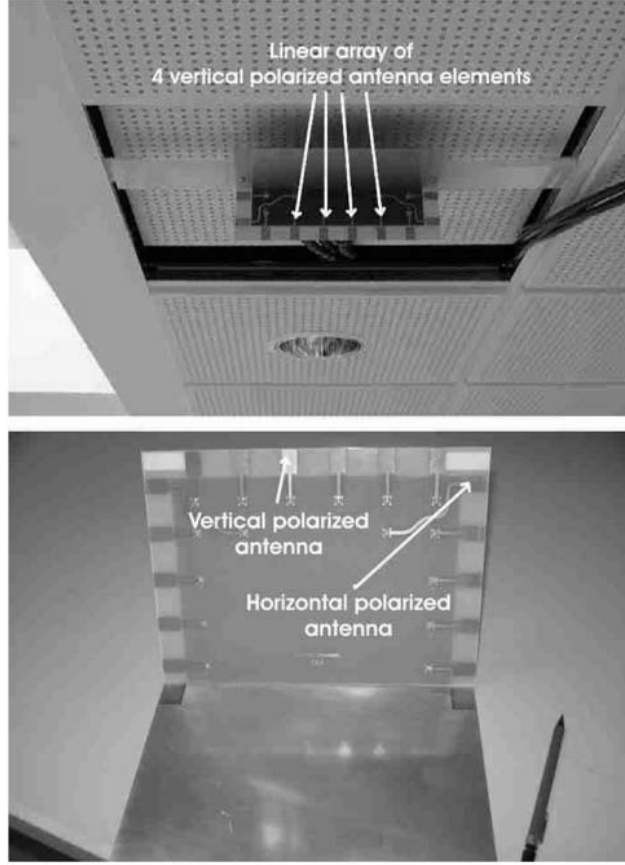 Linear array of
4 vertical polarized antenna elements
Vertical polarized
antenna
Horizontal polarized
antenna